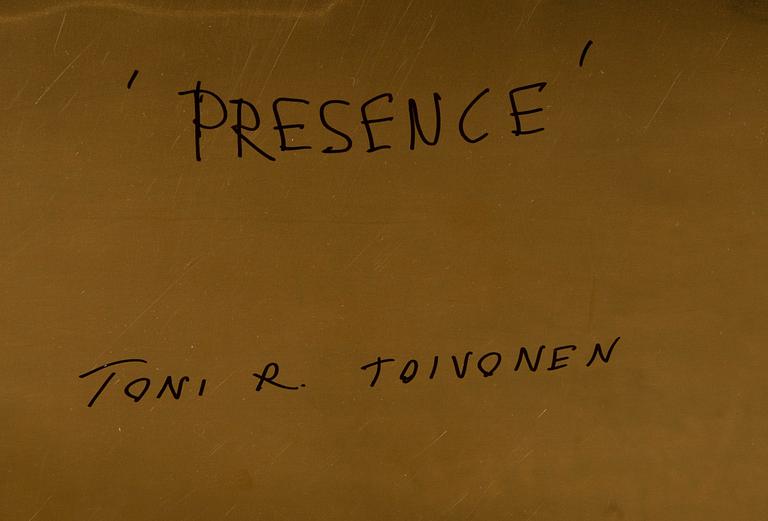 'PRESENCE'
TONI R. TOIVONEN